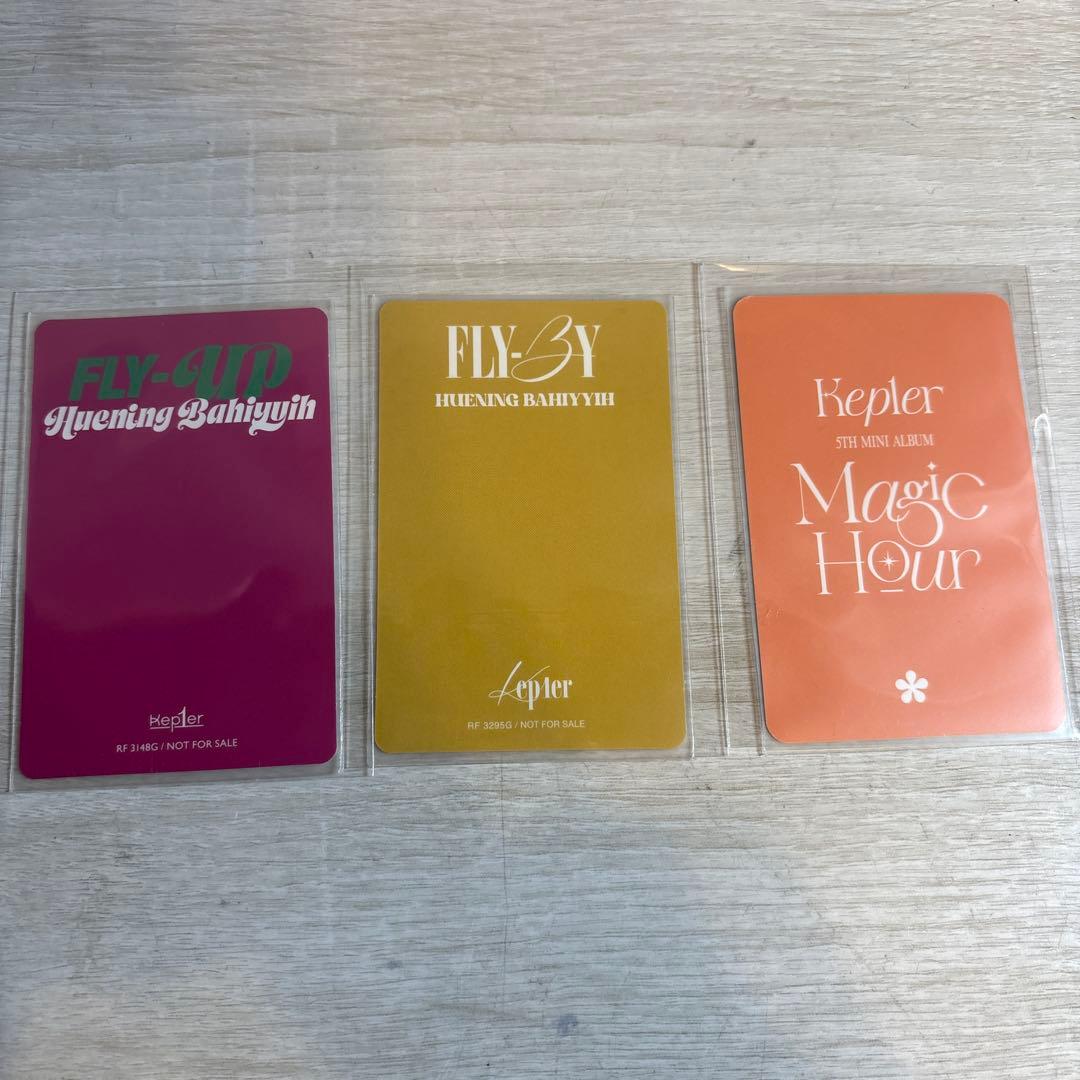 FLY-UP
Huening Bahiyyih
Kep1er
RF 3148G / NOT FOR SALE
FLY-BY
HUENING BAHIYYIH
Kep1er
RF 3295G / NOT FOR SALE
Kep1er
5TH MINI ALBUM
Magic
Hour